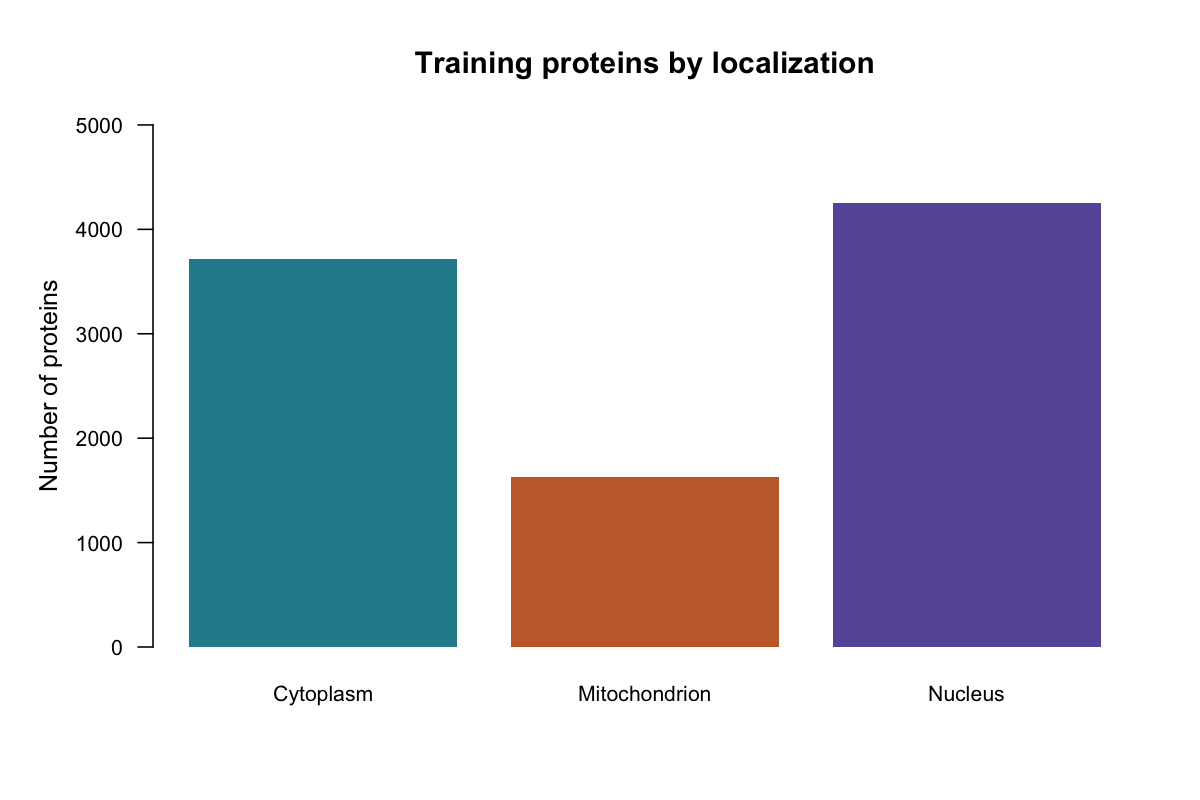 Training proteins by localization
Number of proteins
5000
4000
3000
2000
1000
0
Cytoplasm Mitochondrion Nucleus